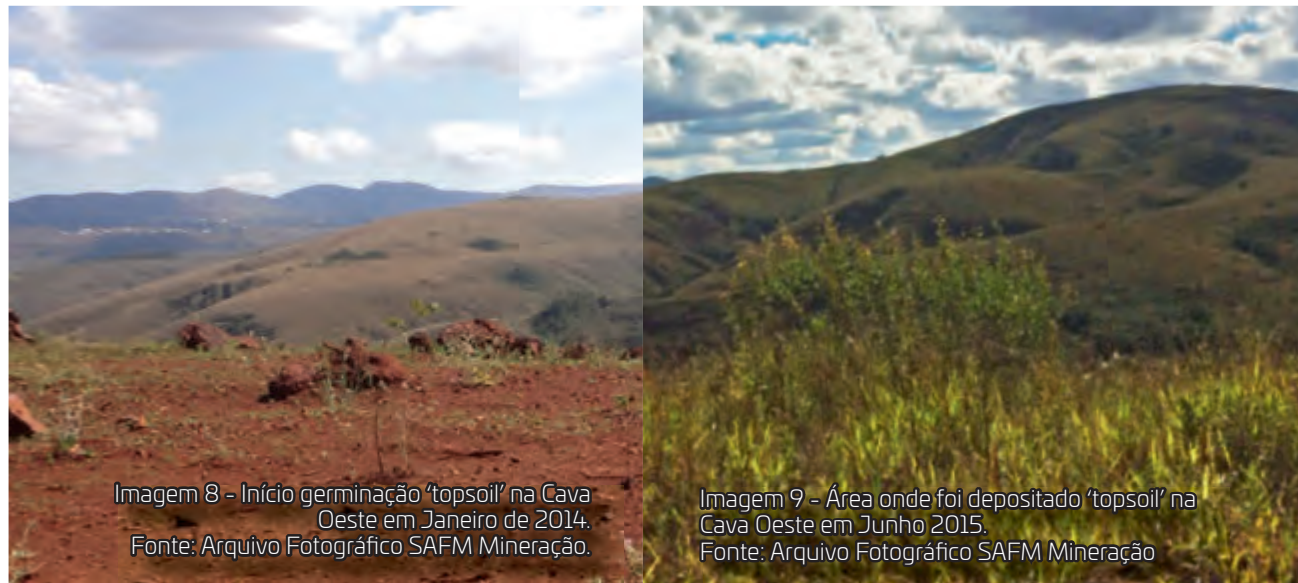 Imagem 8 - Início germinação ‘topsoil’ na Cava
Oeste em Janeiro de 2014.
Fonte: Arquivo Fotográfico SAFM Mineração.
Imagem 9 - Área onde foi depositado ‘topsoil’ na
Cava Oeste em Junho 2015.
Fonte: Arquivo Fotográfico SAFM Mineração